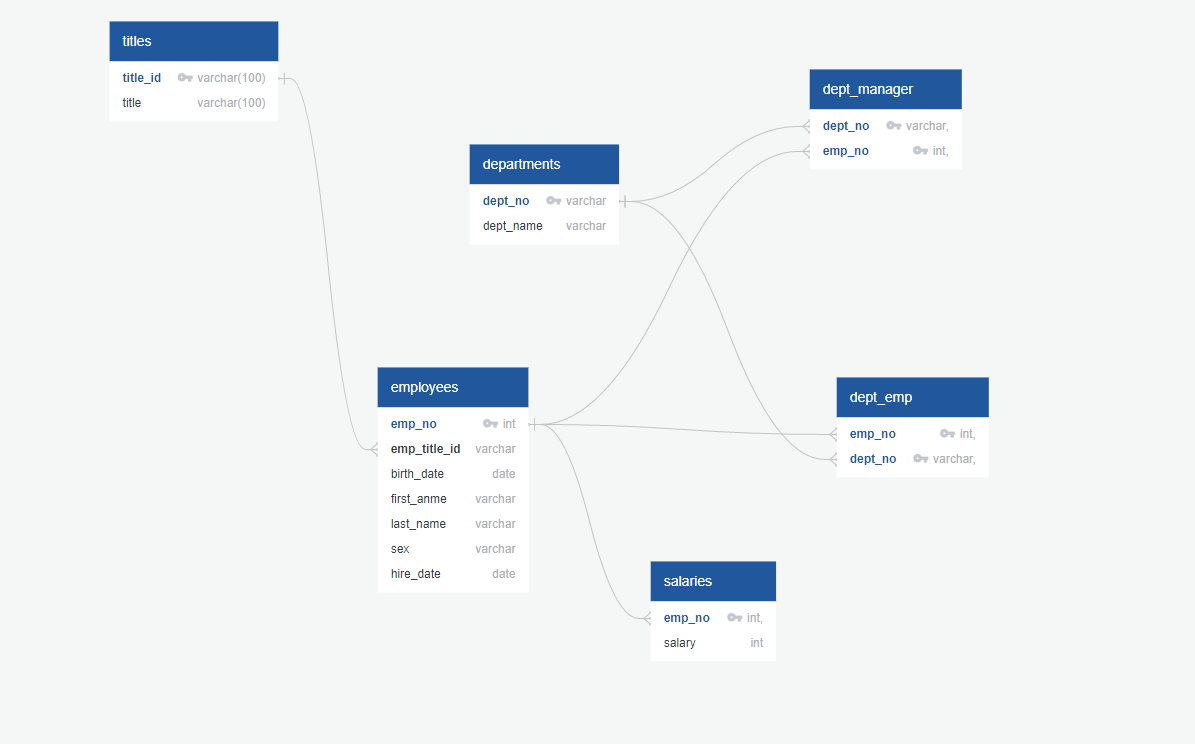 titles
title_id varchar(100)
title varchar(100)
departments
dept_no varchar
dept_name varchar
dept_manager
dept_no varchar,
emp_no int,
employees
emp_no int
emp_title_id varchar
birth_date date
first_anme varchar
last_name varchar
sex varchar
hire_date date
dept_emp
emp_no int,
dept_no varchar,
salaries
emp_no int,
salary int